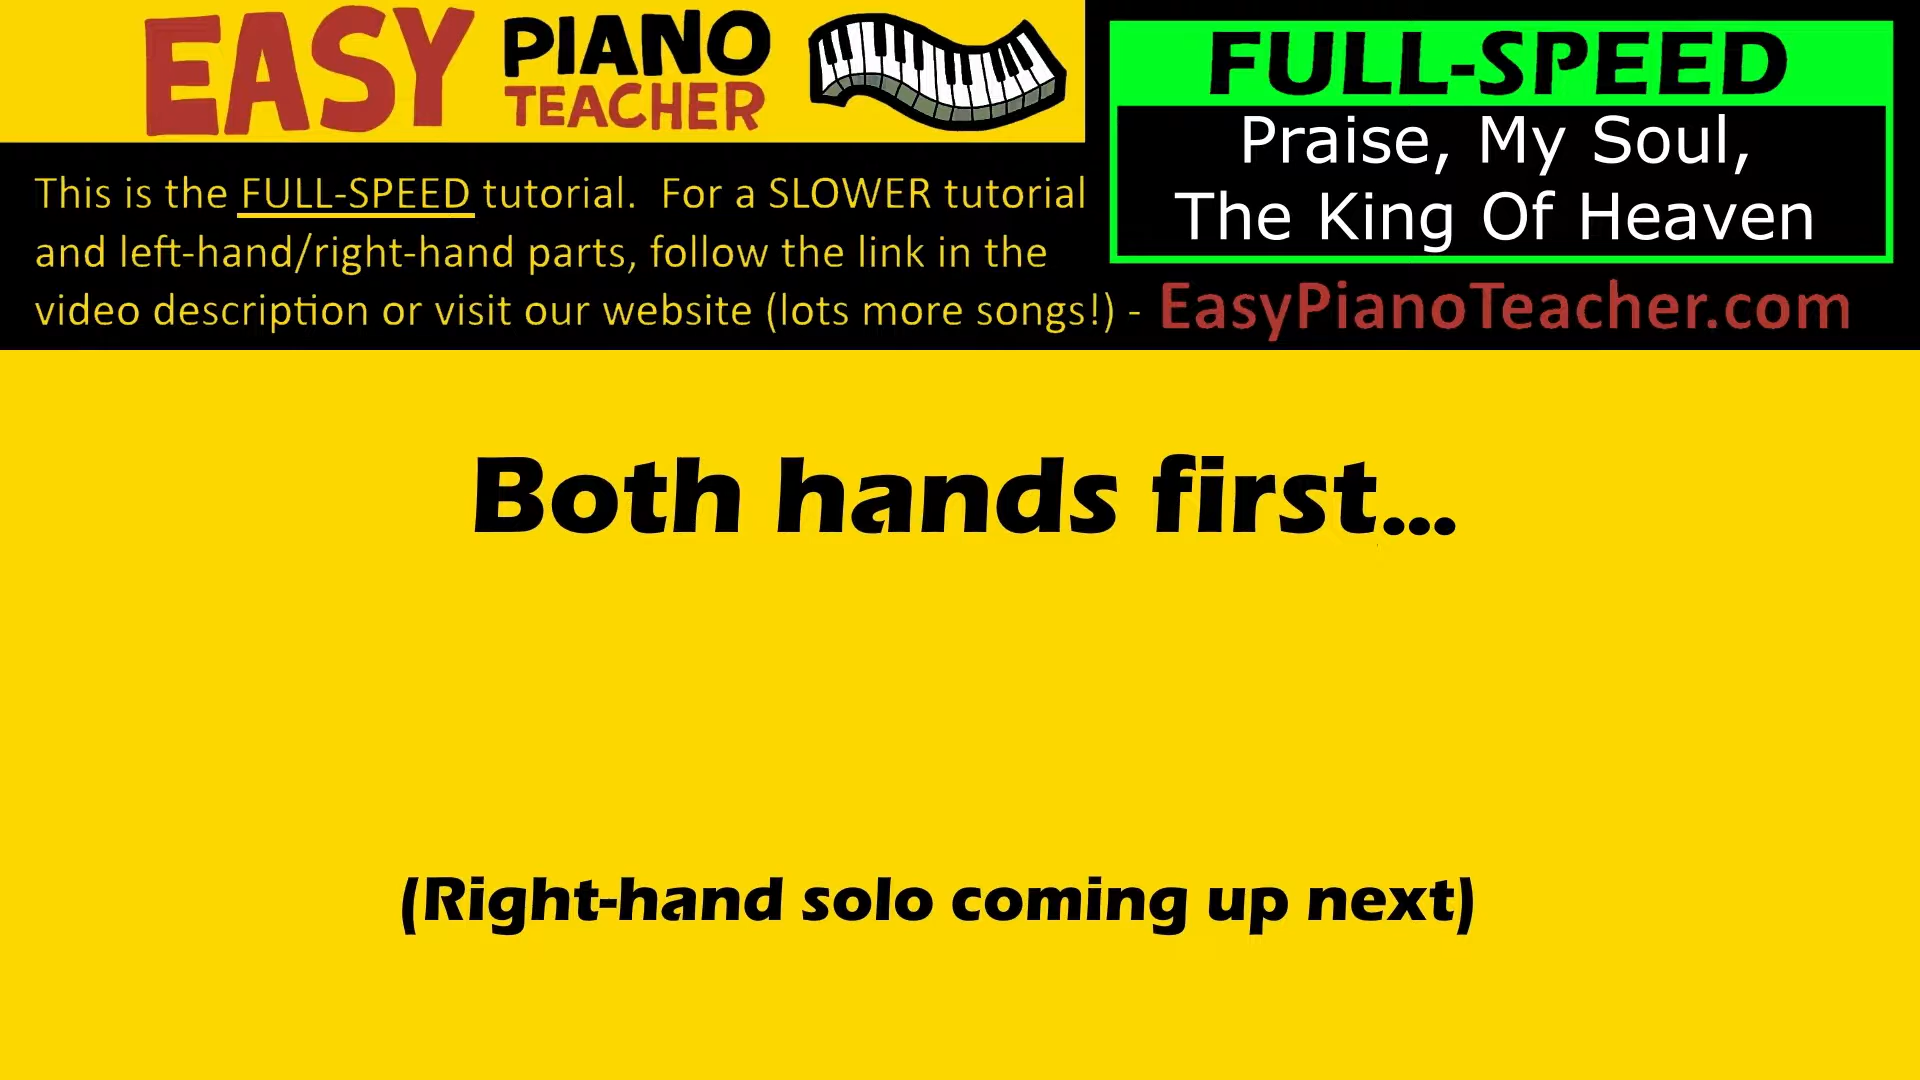 EASY PIANO TEACHER
FULL-SPEED
Praise, My Soul,
The King Of Heaven
This is the FULL-SPEED tutorial. For a SLOWER tutorial
and left-hand/right-hand parts, follow the link in the
video description or visit our website (lots more songs!) - EasyPianoTeacher.com
Both hands first...
(Right-hand solo coming up next)